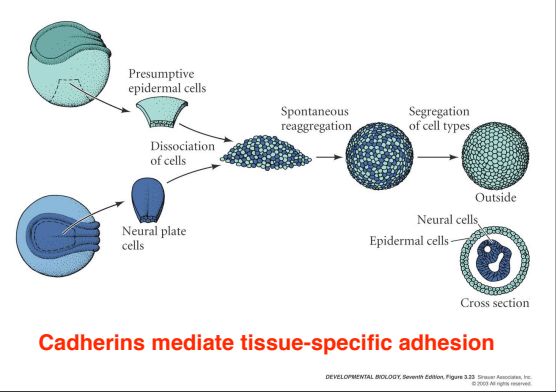 Presumptive
epidermal cells
Spontaneous
reaggregation
Segregation
of cell types
Dissociation
of cells
Outside
Neural plate
cells
Neural cells
Epidermal cells
Cross section
Cadherins mediate tissue-specific adhesion
DEVELOPMENTAL BIOLOGY, Seventh Edition, Figure 3.23 Sinauer Associates, Inc.
© 2003 All rights reserved.